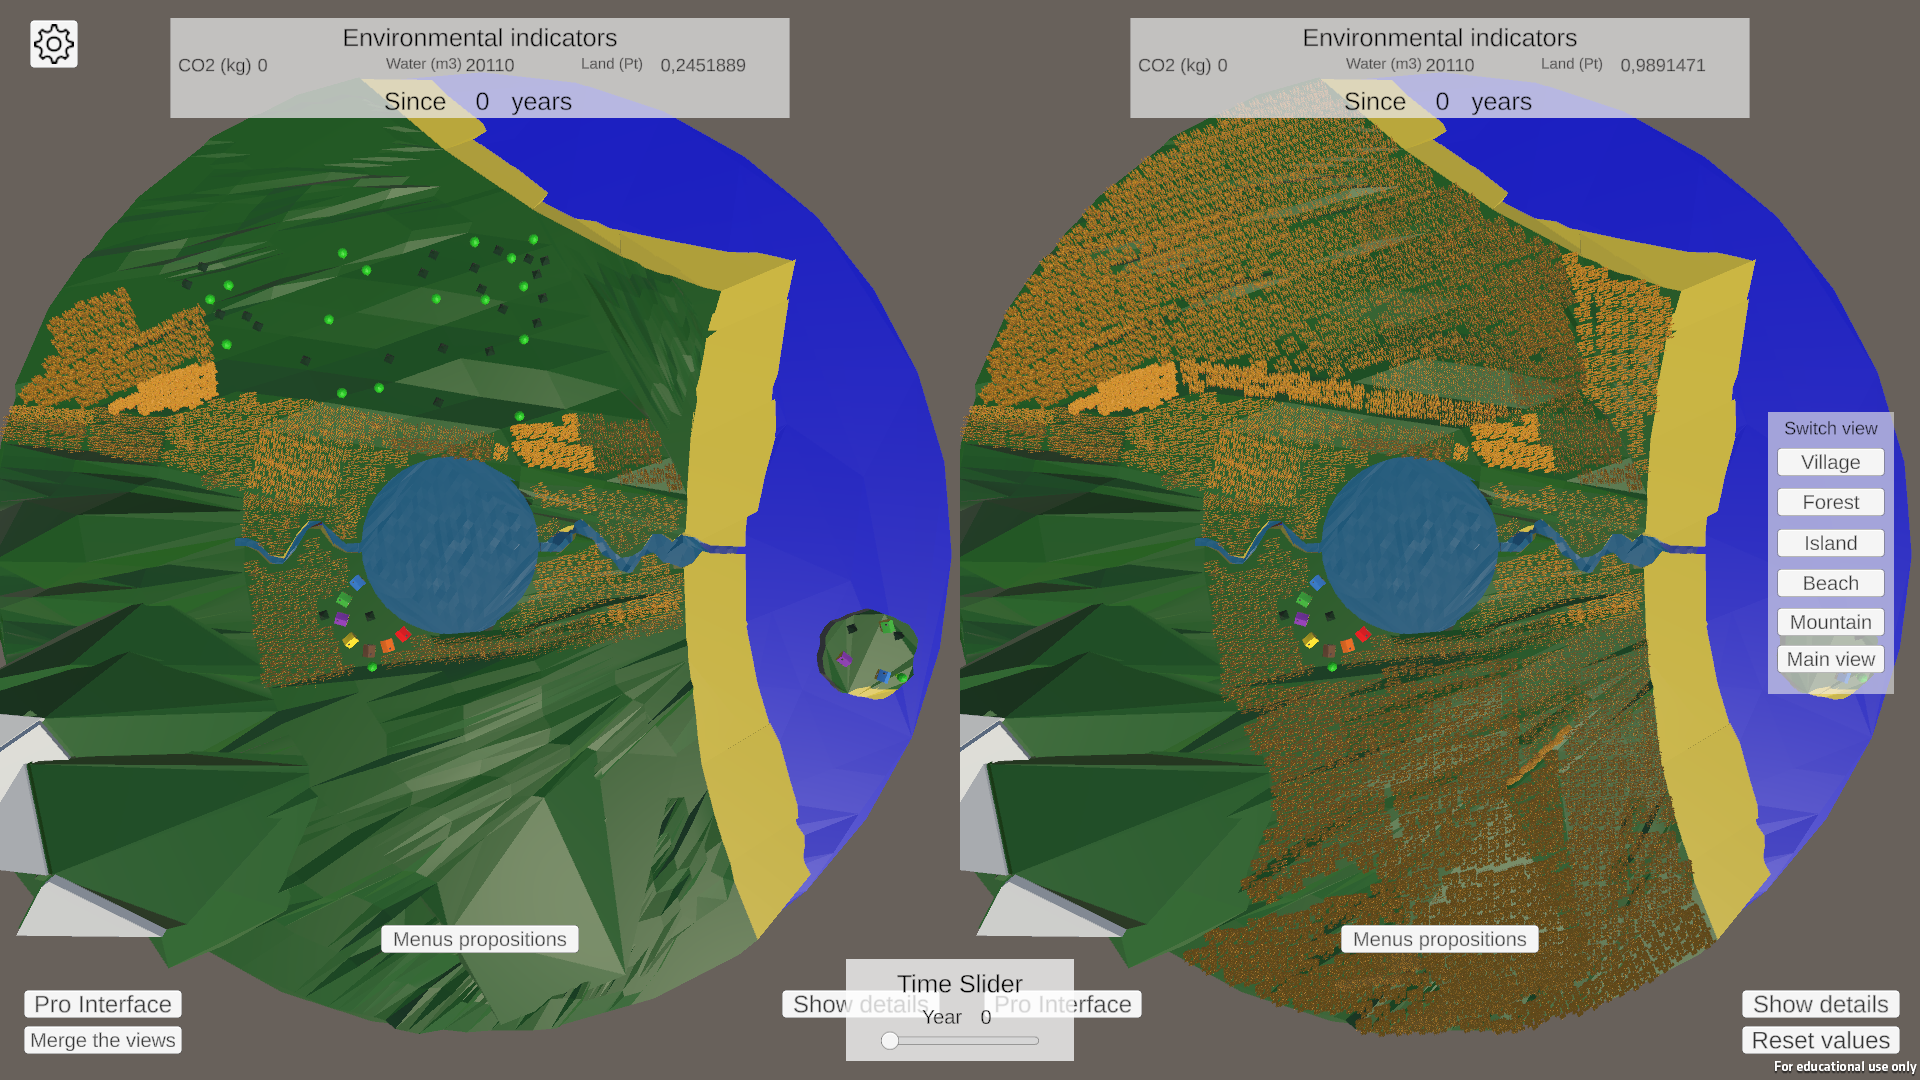 Environmental indicators
CO2 (kg) 0 Water (m3) 20110 Land (Pt) 0,2451889
Since 0 years
Environmental indicators
CO2 (kg) 0 Water (m3) 20110 Land (Pt) 0,9891471
Since 0 years
Switch view
Village
Forest
Island
Beach
Mountain
Main view
Menus propositions
Menus propositions
Time Slider
Year 0
Pro Interface
Show details
Pro Interface
Show details
Merge the views
Reset values
For educational use only